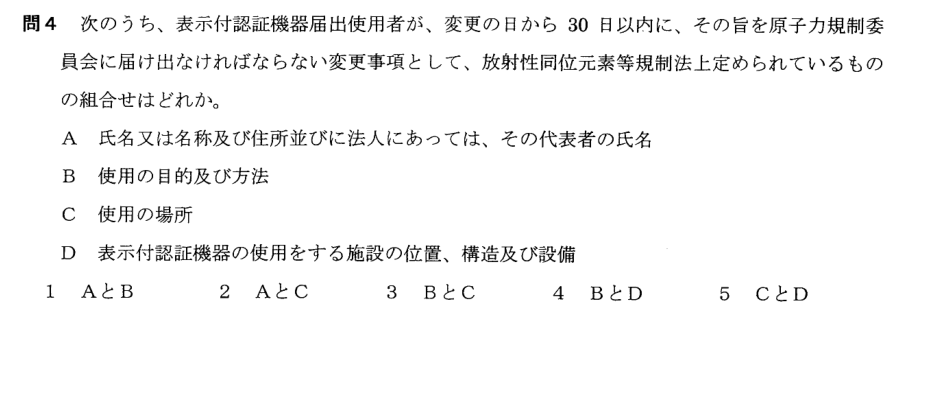 問4 次のうち、表示付認証機器届出使用者が、変更の日から 30 日以内に、その旨を原子力規制委
員会に届け出なければならない変更事項として、放射性同位元素等規制法上定められているもの
の組合せはどれか。
A 氏名又は名称及び住所並びに法人にあっては、その代表者の氏名
B 使用の目的及び方法
C 使用の場所
D 表示付認証機器の使用をする施設の位置、構造及び設備
1 AとB 2 AとC 3 BとC 4 BとD 5 CとD